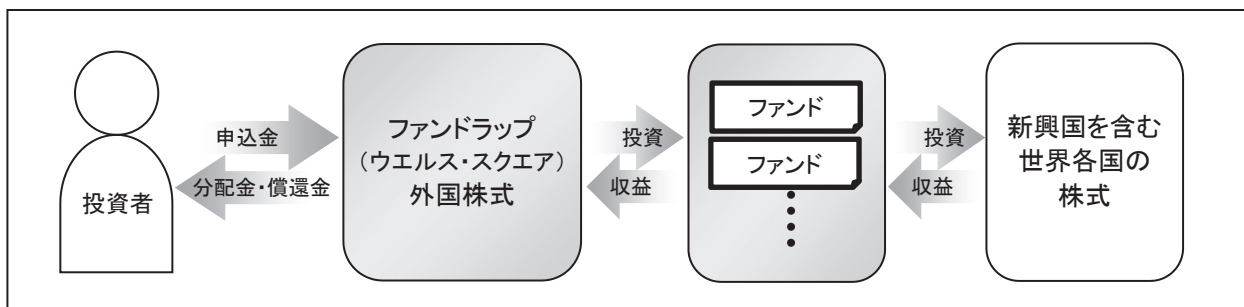 投資者
申込金
分配金・償還金
ファンドラップ
（ウエルス・スクエア）
外国株式
投資
収益
ファンド
ファンド
投資
収益
新興国を含む
世界各国の
株式